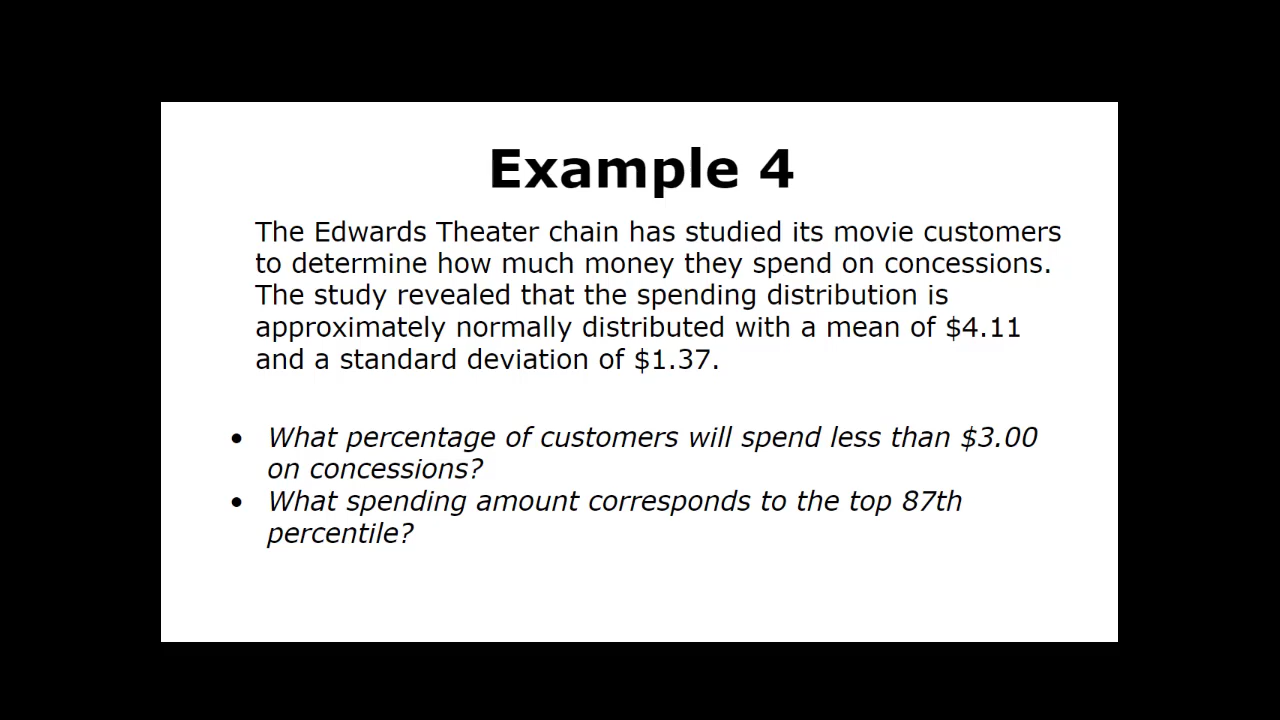 Example 4
The Edwards Theater chain has studied its movie customers
to determine how much money they spend on concessions.
The study revealed that the spending distribution is
approximately normally distributed with a mean of $4.11
and a standard deviation of $1.37.
• What percentage of customers will spend less than $3.00
on concessions?
• What spending amount corresponds to the top 87th
percentile?